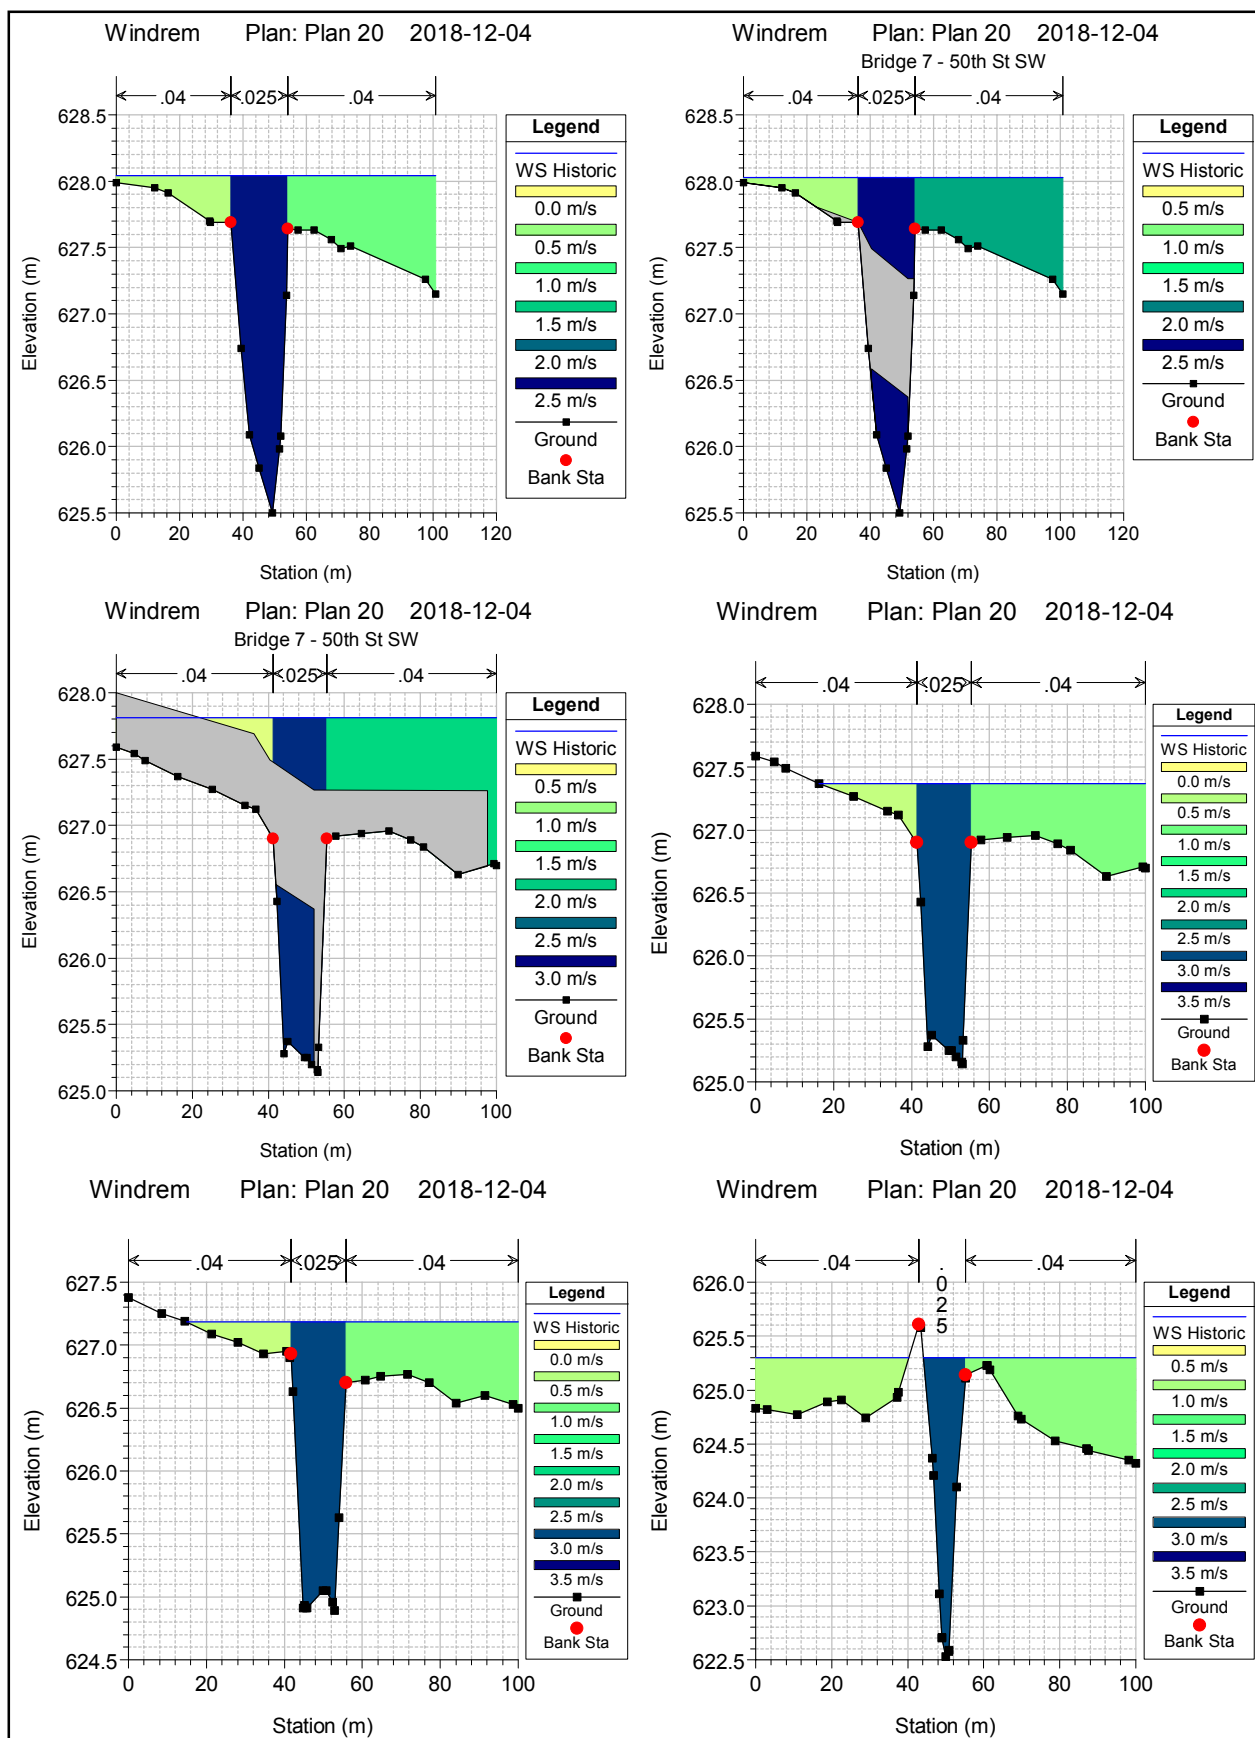 Windrem Plan: Plan 20 2018-12-04
.04 .025 .04
628.5
628.0
627.5
627.0
626.5
626.0
625.5
0 20 40 60 80 100 120
Elevation (m)
Station (m)
Legend
WS Historic
0.0 m/s
0.5 m/s
1.0 m/s
1.5 m/s
2.0 m/s
2.5 m/s
Ground
Bank Sta
Windrem Plan: Plan 20 2018-12-04
Bridge 7 - 50th St SW
.04 .025 .04
628.5
628.0
627.5
627.0
626.5
626.0
625.5
0 20 40 60 80 100 120
Elevation (m)
Station (m)
Legend
WS Historic
0.5 m/s
1.0 m/s
1.5 m/s
2.0 m/s
2.5 m/s
Ground
Bank Sta
Windrem Plan: Plan 20 2018-12-04
Bridge 7 - 50th St SW
.04 .025 .04
628.0
627.5
627.0
626.5
626.0
625.5
625.0
0 20 40 60 80 100
Elevation (m)
Station (m)
Legend
WS Historic
0.5 m/s
1.0 m/s
1.5 m/s
2.0 m/s
2.5 m/s
3.0 m/s
Ground
Bank Sta
Windrem Plan: Plan 20 2018-12-04
.04 .025 .04
628.0
627.5
627.0
626.5
626.0
625.5
625.0
0 20 40 60 80 100
Elevation (m)
Station (m)
Legend
WS Historic
0.0 m/s
0.5 m/s
1.0 m/s
1.5 m/s
2.0 m/s
2.5 m/s
3.0 m/s
3.5 m/s
Ground
Bank Sta
Windrem Plan: Plan 20 2018-12-04
.04 .025 .04
627.5
627.0
626.5
626.0
625.5
625.0
624.5
0 20 40 60 80 100
Elevation (m)
Station (m)
Legend
WS Historic
0.0 m/s
0.5 m/s
1.0 m/s
1.5 m/s
2.0 m/s
2.5 m/s
3.0 m/s
3.5 m/s
Ground
Bank Sta
Windrem Plan: Plan 20 2018-12-04
.04 .025 .04
626.0
625.5
625.0
624.5
624.0
623.5
623.0
622.5
0 20 40 60 80 100
Elevation (m)
Station (m)
Legend
WS Historic
0.5 m/s
1.0 m/s
1.5 m/s
2.0 m/s
2.5 m/s
3.0 m/s
3.5 m/s
Ground
Bank Sta